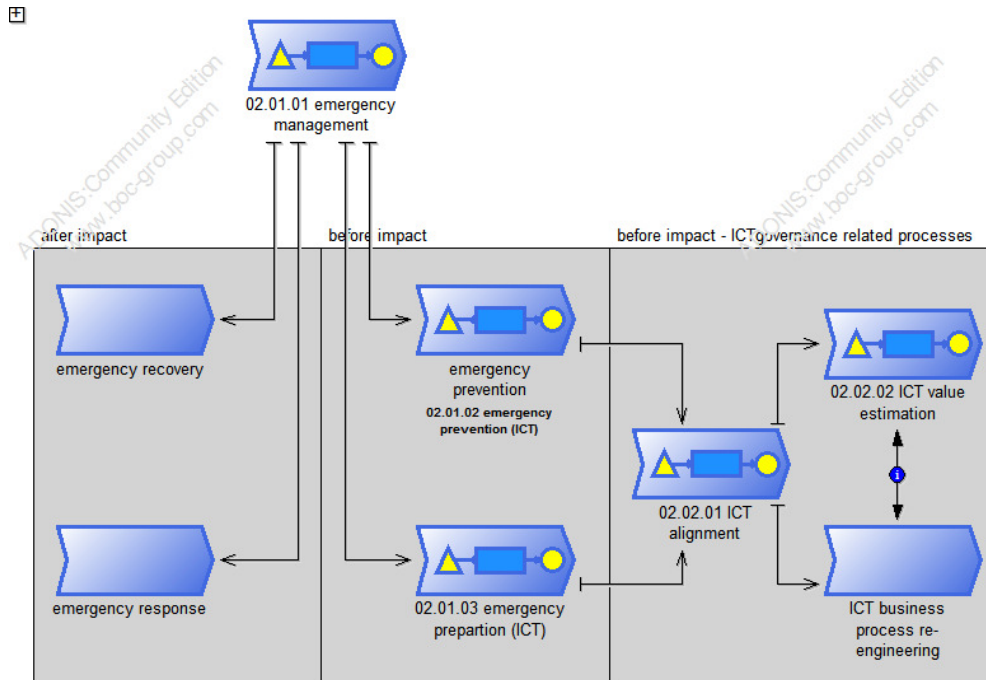 02.01.01 emergency
management
ADONIS:Community Edition
www.boc-group.com
ADONIS:Community Edition
www.boc-group.com
after impact
before impact
before impact - ICTgovernance related processes
emergency recovery
emergency
prevention
02.01.02 emergency
prevention (ICT)
02.02.02 ICT value
estimation
i
02.02.01 ICT
alignment
emergency response
02.01.03 emergency
prepartion (ICT)
ICT business
process re-
engineering